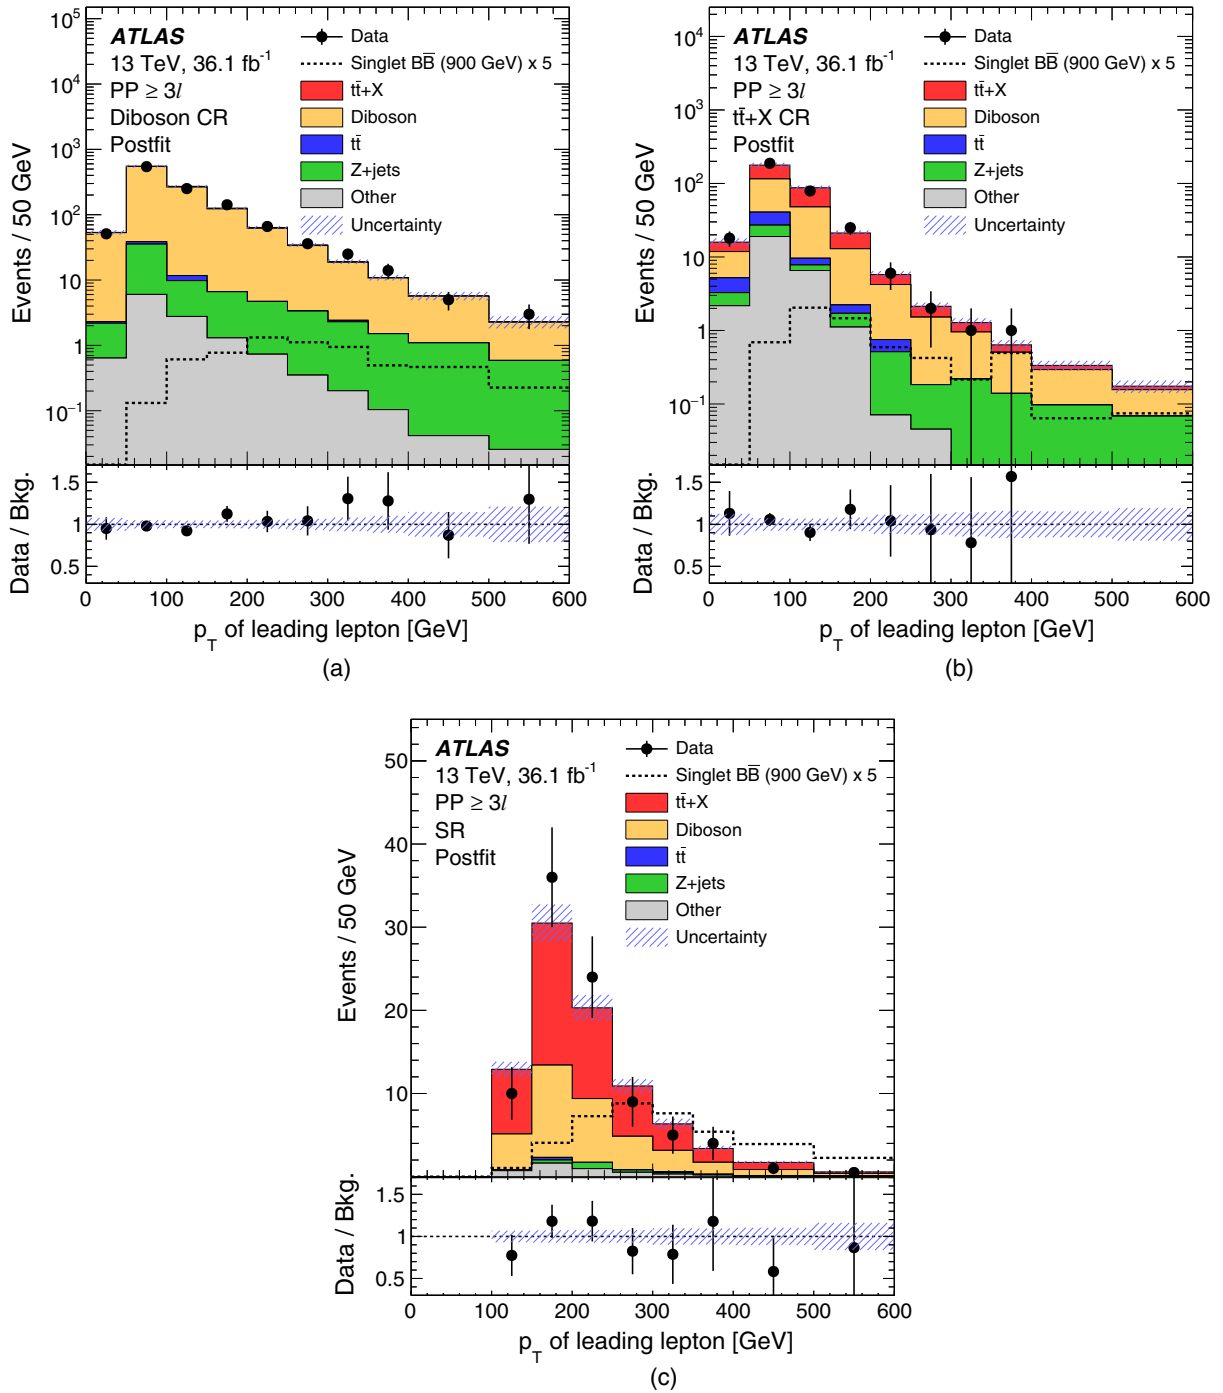 ATLAS
13 TeV, 36.1 fb⁻¹
PP ≥ 3l
Diboson CR
Postfit
Data
Singlet BB̅ (900 GeV) x 5
tt̄+X
Diboson
tt̄
Z+jets
Other
Uncertainty
Events / 50 GeV
10⁵
10⁴
10³
10²
10
1
10⁻¹
Data / Bkg.
1.5
1
0.5
0 100 200 300 400 500 600
p_T of leading lepton [GeV]
(a)
ATLAS
13 TeV, 36.1 fb⁻¹
PP ≥ 3l
tt̄+X CR
Postfit
Data
Singlet BB̅ (900 GeV) x 5
tt̄+X
Diboson
tt̄
Z+jets
Other
Uncertainty
Events / 50 GeV
10⁴
10³
10²
10
1
10⁻¹
Data / Bkg.
1.5
1
0.5
0 100 200 300 400 500 600
p_T of leading lepton [GeV]
(b)
ATLAS
13 TeV, 36.1 fb⁻¹
PP ≥ 3l
SR
Postfit
Data
Singlet BB̅ (900 GeV) x 5
tt̄+X
Diboson
tt̄
Z+jets
Other
Uncertainty
Events / 50 GeV
50
40
30
20
10
Data / Bkg.
1.5
1
0.5
0 100 200 300 400 500 600
p_T of leading lepton [GeV]
(c)